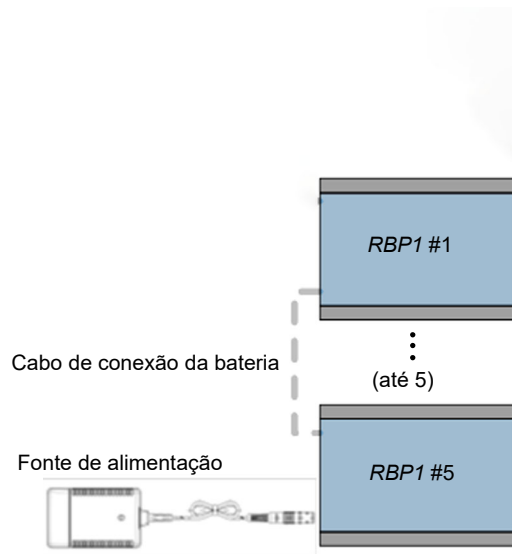 RBP1 #1
Cabo de conexão da bateria
(até 5)
Fonte de alimentação
RBP1 #5